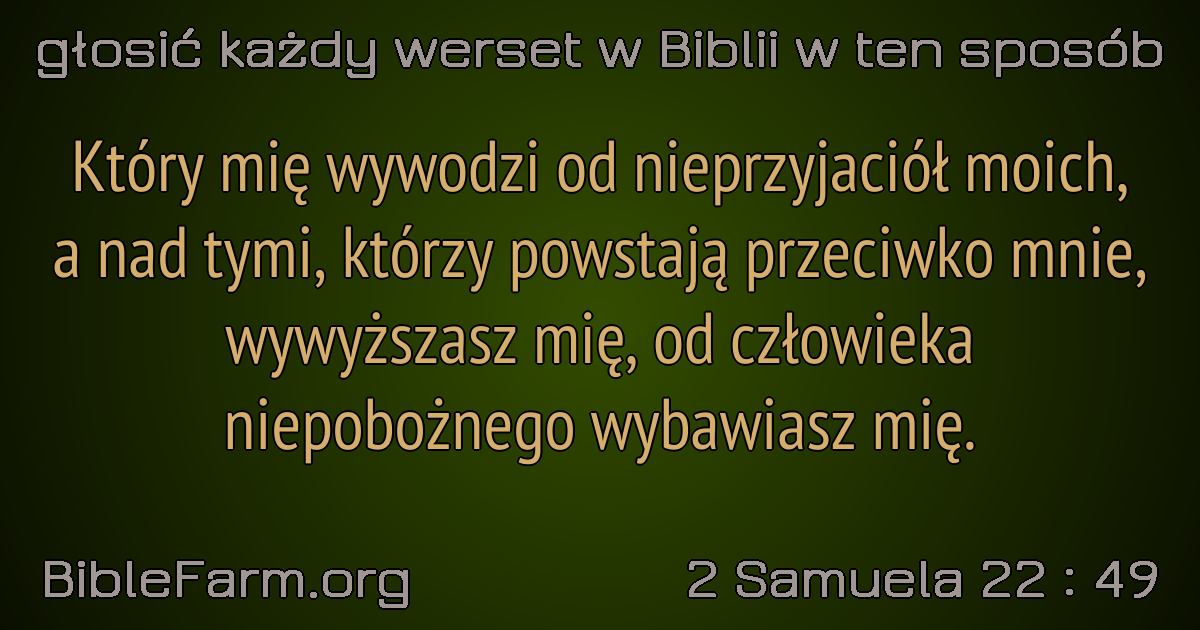 głosić każdy werset w Biblii w ten sposób
Który mię wywodzi od nieprzyjaciół moich,
a nad tymi, którzy powstają przeciwko mnie,
wywyższasz mię, od człowieka
niepobożnego wybawiasz mię.
BibleFarm.org
2 Samuela 22 : 49